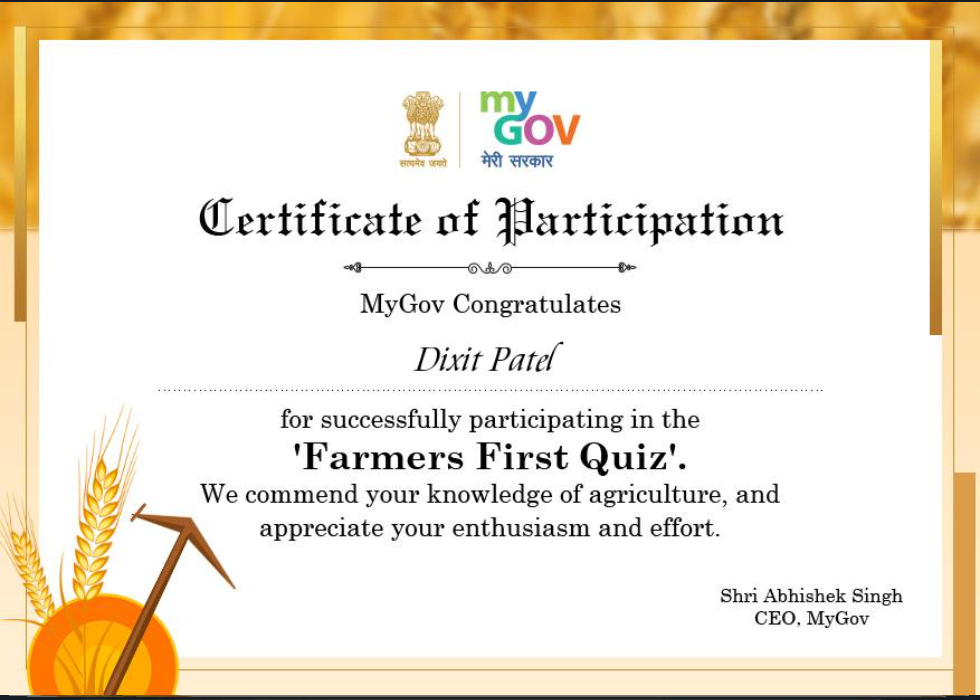 सत्यमेव जयते
my
GOV
मेरी सरकार
Certificate of Participation
MyGov Congratulates
Dixit Patel
for successfully participating in the
'Farmers First Quiz'.
We commend your knowledge of agriculture, and
appreciate your enthusiasm and effort.
Shri Abhishek Singh
CEO, MyGov